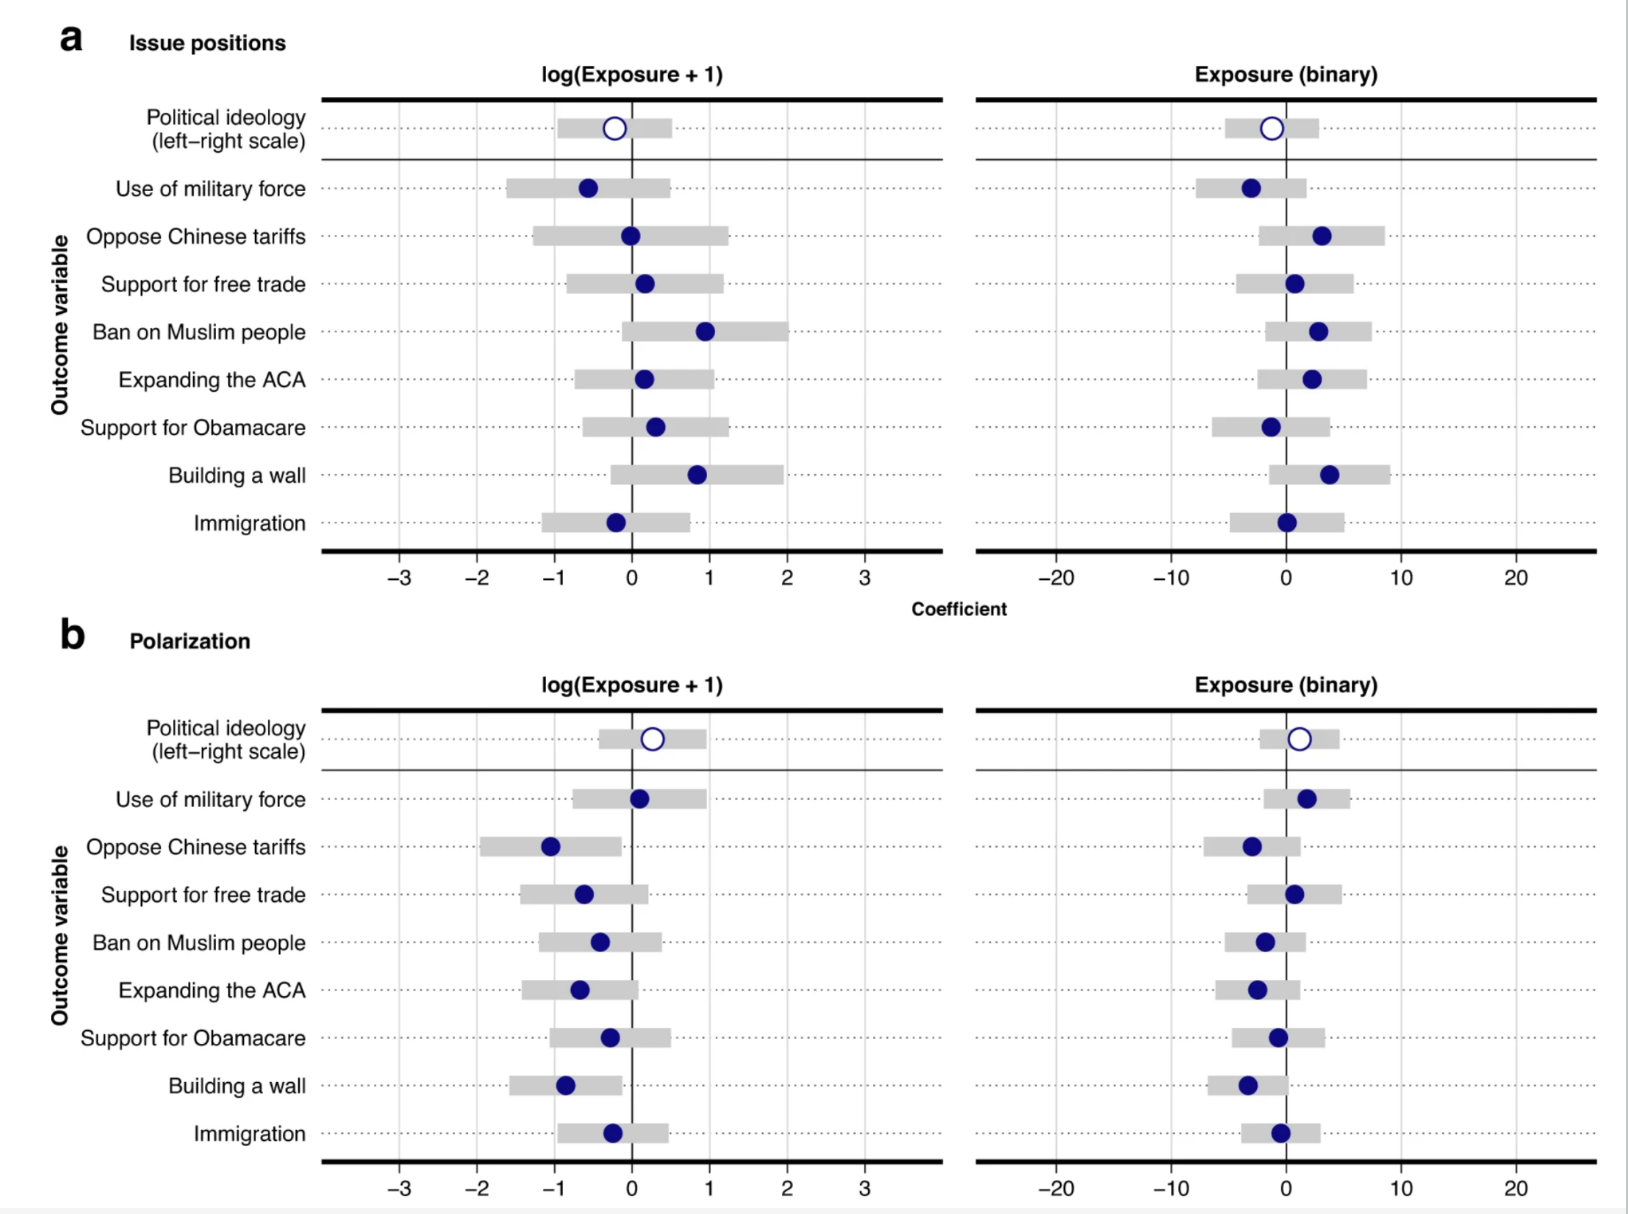 a Issue positions
log(Exposure + 1) Exposure (binary)
Political ideology
(left–right scale)
Use of military force
Oppose Chinese tariffs
Support for free trade
Ban on Muslim people
Expanding the ACA
Support for Obamacare
Building a wall
Immigration
Outcome variable
−3 −2 −1 0 1 2 3 −20 −10 0 10 20
Coefficient
b Polarization
log(Exposure + 1) Exposure (binary)
Political ideology
(left–right scale)
Use of military force
Oppose Chinese tariffs
Support for free trade
Ban on Muslim people
Expanding the ACA
Support for Obamacare
Building a wall
Immigration
Outcome variable
−3 −2 −1 0 1 2 3 −20 −10 0 10 20